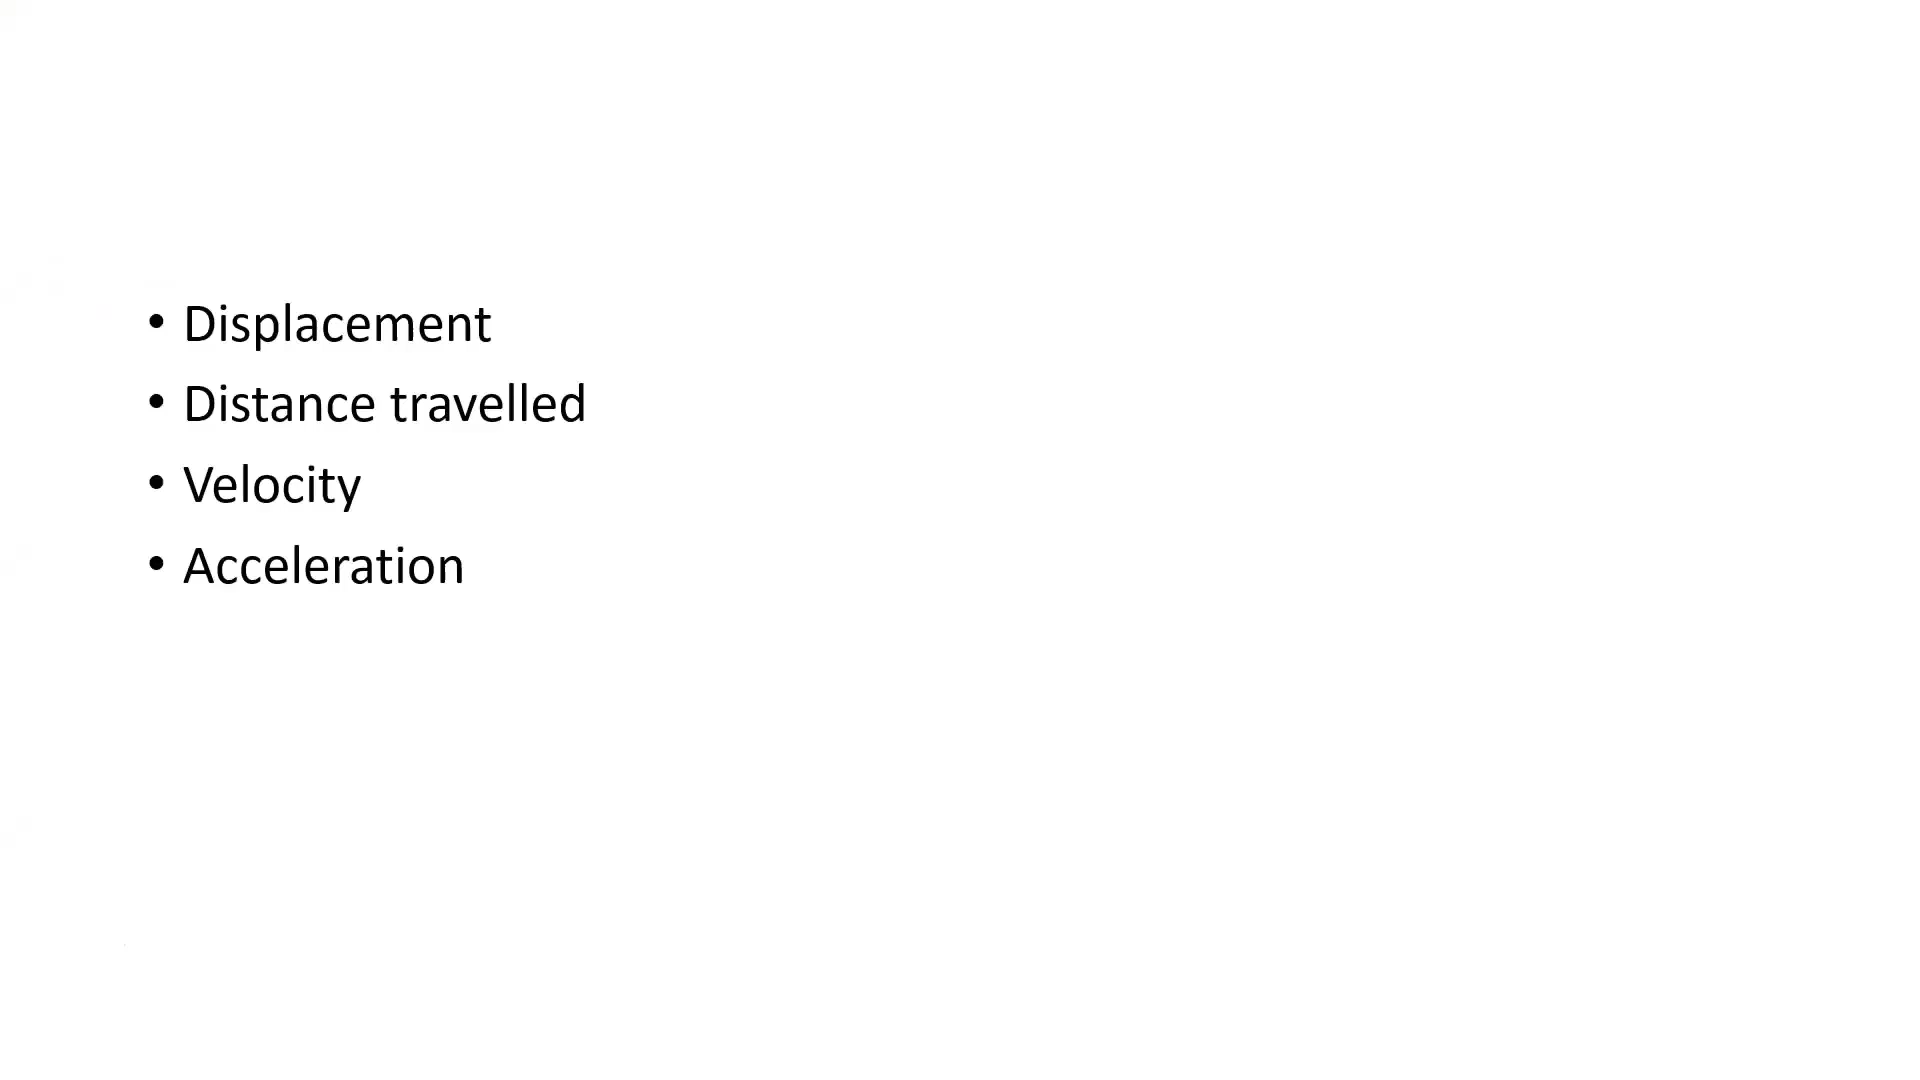 • Displacement
• Distance travelled
• Velocity
• Acceleration